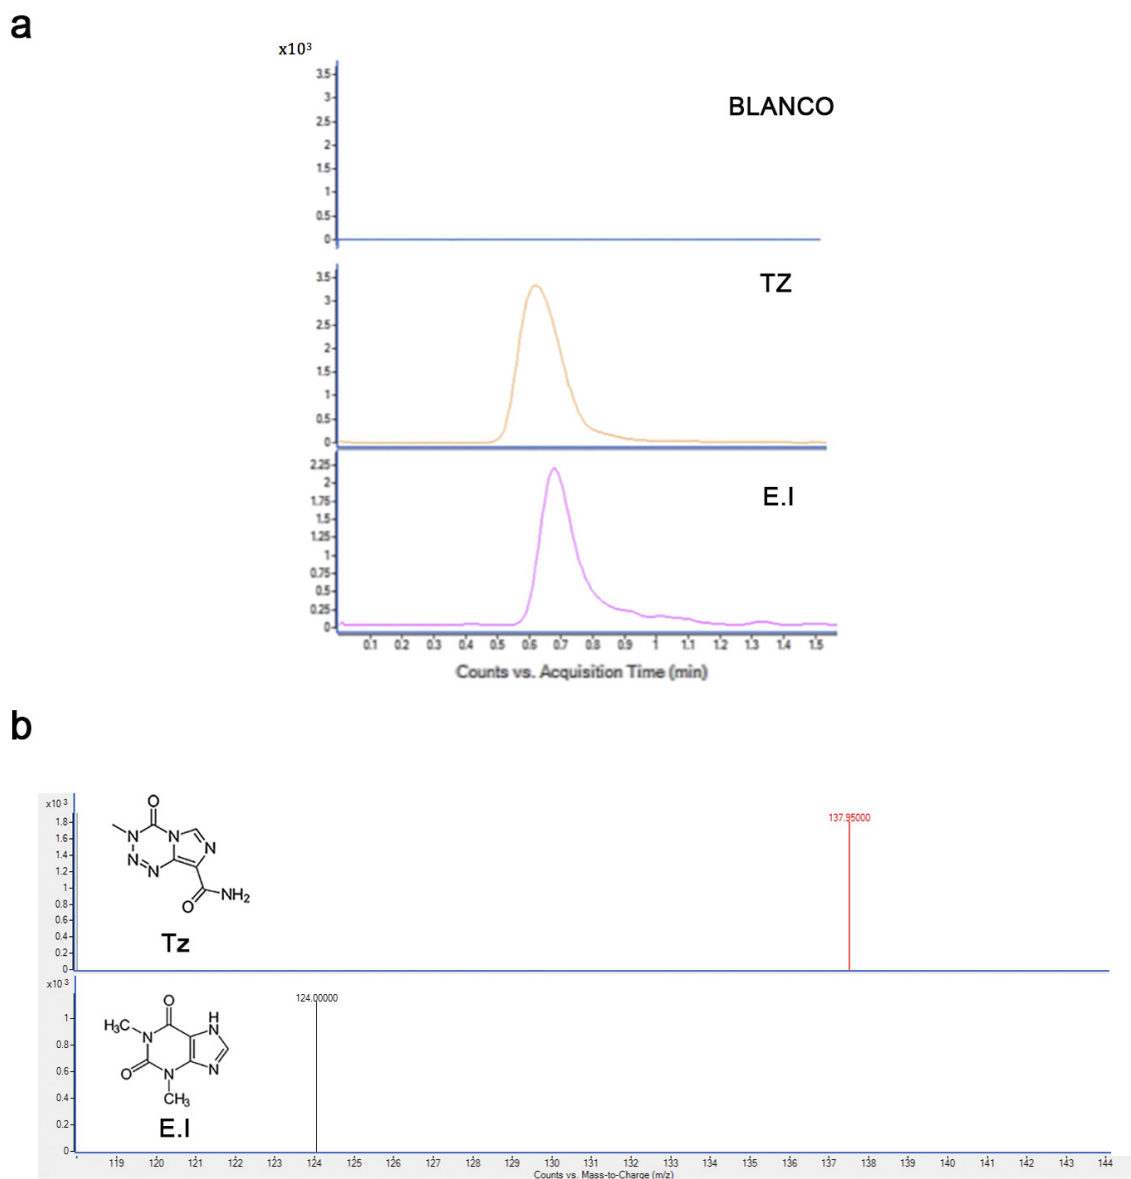 a
x10³
3.5
3
2.5
2
1.5
1
0.5
0
BLANCO
3.5
3
2.5
2
1.5
1
0.5
0
TZ
2.25
2
1.75
1.5
1.25
1
0.75
0.5
0.25
0
E.I
0.1 0.2 0.3 0.4 0.5 0.6 0.7 0.8 0.9 1 1.1 1.2 1.3 1.4 1.5
Counts vs. Acquisition Time (min)
b
x10 3
1.8
1.6
1.4
1.2
1
0.8
0.6
0.4
0.2
0
137.95000
O
N N
N N
N
O NH₂
Tz
x10 3
1
0.8
0.6
0.4
0.2
0
124.00000
O
H₃C H
N N
O N N
CH₃
E.I
119 120 121 122 123 124 125 126 127 128 129 130 131 132 133 134 135 136 137 138 139 140 141 142 143 144
Counts vs. Mass-to-Charge (m/z)